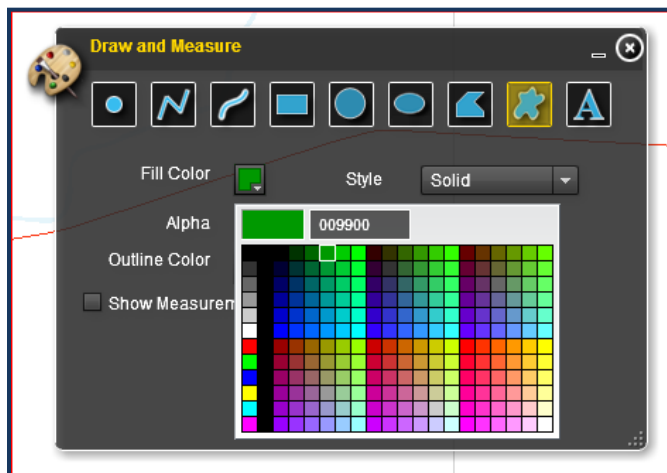 Draw and Measure
A
Fill Color
Style
Solid
Alpha
009900
Outline Color
Show Measurem